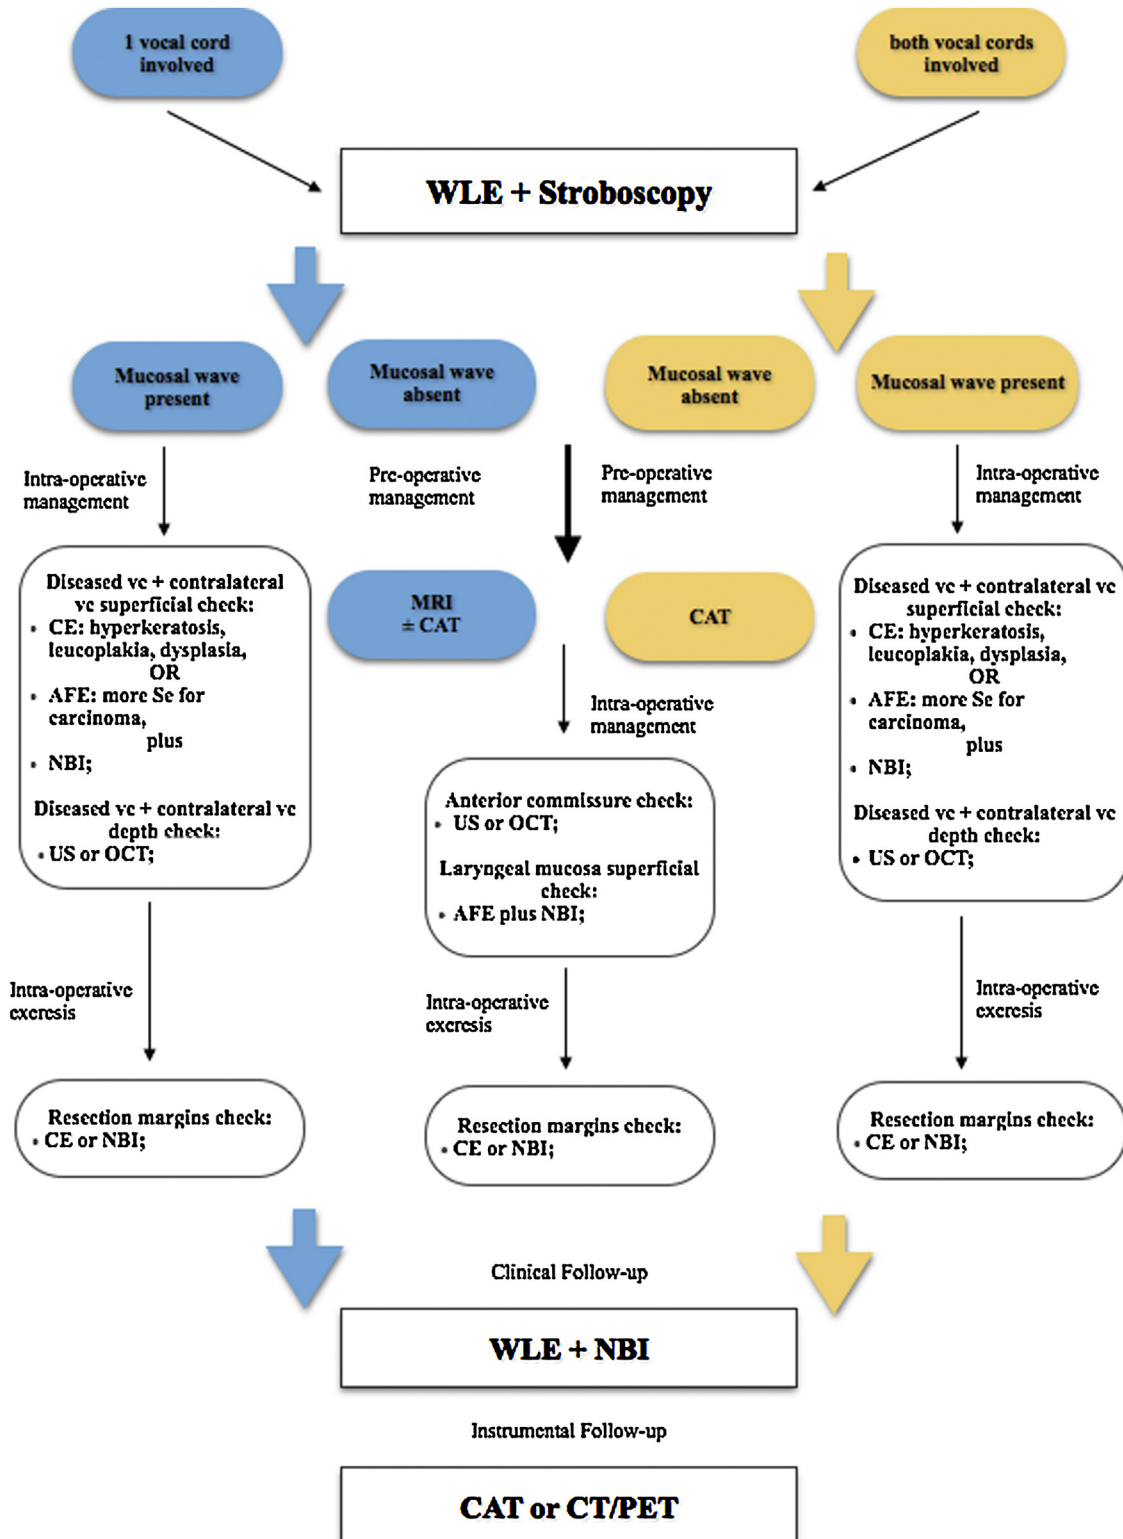 1 vocal cord
involved
both vocal cords
involved
WLE + Stroboscopy
Mucosal wave
present
Mucosal wave
absent
Mucosal wave
absent
Mucosal wave present
Intra-operative
management
Pre-operative
management
Pre-operative
management
Intra-operative
management
Diseased vc + contralateral
vc superficial check:
• CE: hyperkeratosis,
leucoplakia, dysplasia,
OR
• AFE: more Se for
carcinoma,
plus
• NBI;
Diseased vc + contralateral vc
depth check:
• US or OCT;
MRI
± CAT
CAT
Intra-operative
management
Anterior commissure check:
• US or OCT;
Laryngeal mucosa superficial
check:
• AFE plus NBI;
Diseased vc + contralateral vc
superficial check:
• CE: hyperkeratosis,
leucoplakia, dysplasia,
OR
• AFE: more Se for
carcinoma,
plus
• NBI;
Diseased vc + contralateral vc
depth check:
• US or OCT;
Intra-operative
exeresis
Intra-operative
exeresis
Intra-operative
exeresis
Resection margins check:
• CE or NBI;
Resection margins check:
• CE or NBI;
Resection margins check:
• CE or NBI;
Clinical Follow-up
WLE + NBI
Instrumental Follow-up
CAT or CT/PET